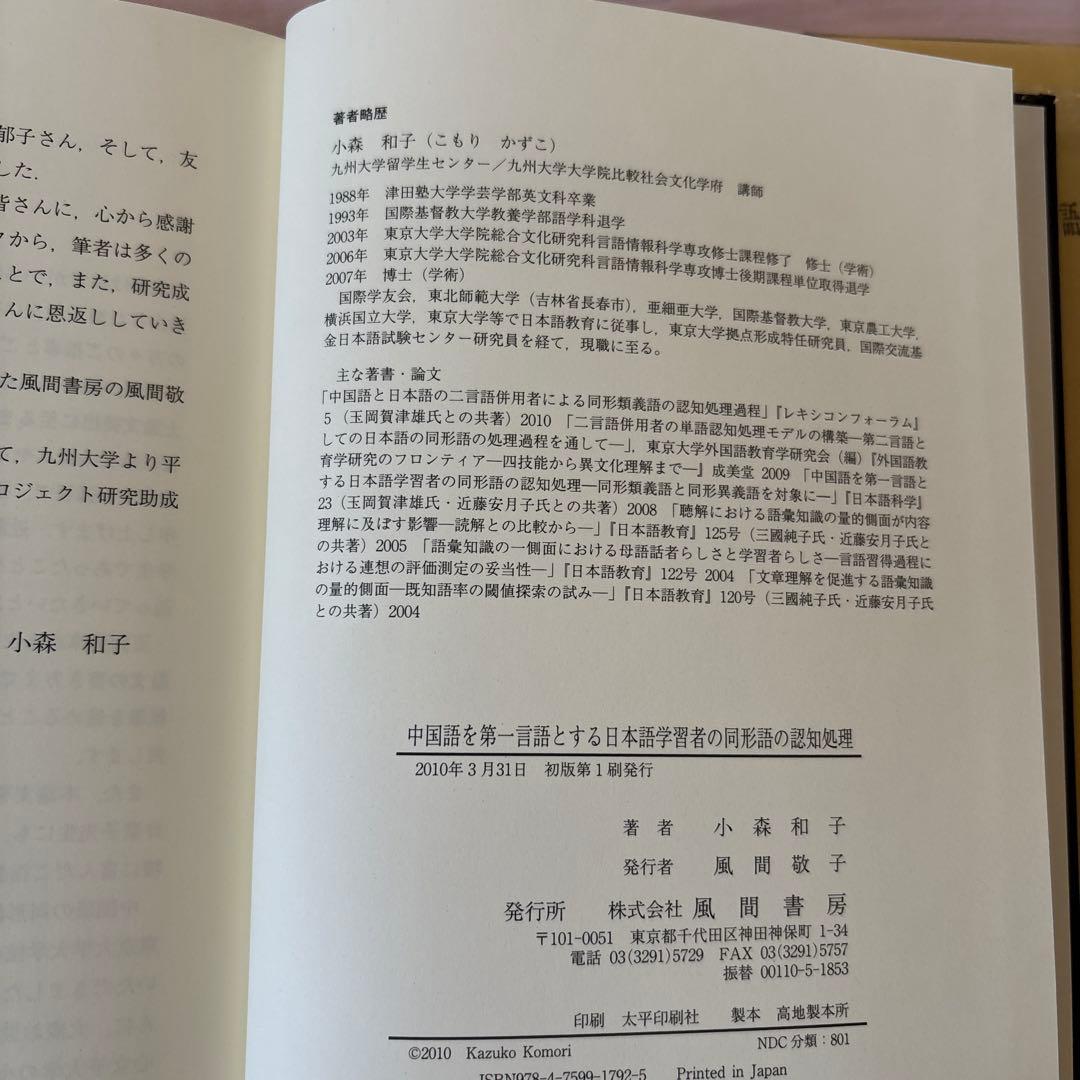 郁子さん，そして，友
した．
皆さんに，心から感謝
から，筆者は多くの
ことで，また，研究成
さんに恩返ししていき
た風間書房の風間敬
て，九州大学より平
ロジェクト研究助成
小森　和子
著者略歴
小森　和子（こもり　かずこ）
九州大学留学生センター／九州大学大学院比較社会文化学府　講師
1988年　津田塾大学学芸学部英文科卒業
1993年　国際基督教大学教養学部語学科退学
2003年　東京大学大学院総合文化研究科言語情報科学専攻修士課程修了　修士（学術）
2006年　東京大学大学院総合文化研究科言語情報科学専攻博士後期課程単位取得退学
2007年　博士（学術）
国際学友会，東北師範大学（吉林省長春市），亜細亜大学，国際基督教大学，東京農工大学，
横浜国立大学，東京大学等で日本語教育に従事し，東京大学拠点形成特任研究員，国際交流基
金日本語試験センター研究員を経て，現職に至る。
主な著書・論文
「中国語と日本語の二言語併用者による同形類義語の認知処理過程」『レキシコンフォーラム』
5（玉岡賀津雄氏との共著）2010　「二言語併用者の単語認知処理モデルの構築―第二言語と
しての日本語の同形語の処理過程を通して―」，東京大学外国語教育学研究会（編）『外国語教
育学研究のフロンティア―四技能から異文化理解まで―』成美堂 2009　「中国語を第一言語と
する日本語学習者の同形語の認知処理―同形類義語と同形異義語を対象に―」『日本語科学』
23（玉岡賀津雄氏・近藤安月子氏との共著）2008　「聴解における語彙知識の量的側面が内容
理解に及ぼす影響―読解との比較から―」『日本語教育』125号（三國純子氏・近藤安月子氏と
の共著）2005　「語彙知識の一側面における母語話者らしさと学習者らしさ―言語習得過程に
おける連想の評価測定の妥当性―」『日本語教育』122号 2004　「文章理解を促進する語彙知識
の量的側面―既知語率の閾値探索の試み―」『日本語教育』120号（三國純子氏・近藤安月子氏
との共著）2004
中国語を第一言語とする日本語学習者の同形語の認知処理
2010年3月31日　初版第1刷発行
著者　小森和子
発行者　風間敬子
発行所　株式会社 風間書房
〒101-0051　東京都千代田区神田神保町 1-34
電話 03(3291)5729　FAX 03(3291)5757
振替 00110-5-1853
印刷　太平印刷社　製本　高地製本所
©2010　Kazuko Komori　NDC分類：801
ISBN978-4-7599-1792-5　Printed in Japan